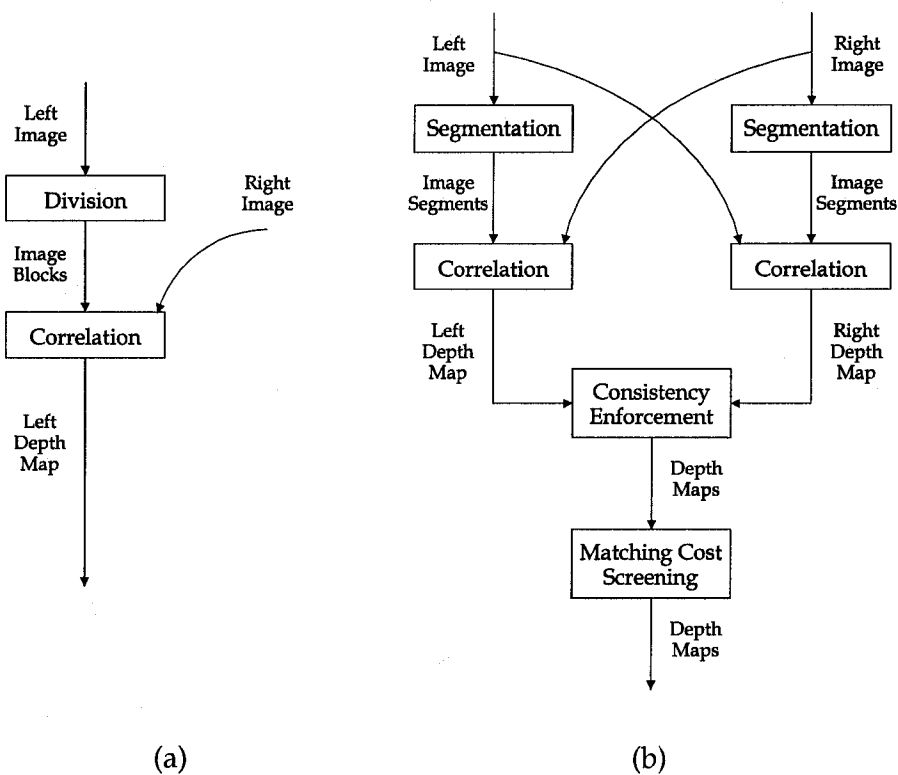 Left
Image
Division
Right
Image
Image
Blocks
Correlation
Left
Depth
Map
(a)
Left
Image
Right
Image
Segmentation
Segmentation
Image
Segments
Image
Segments
Correlation
Correlation
Left
Depth
Map
Right
Depth
Map
Consistency
Enforcement
Depth
Maps
Matching Cost
Screening
Depth
Maps
(b)